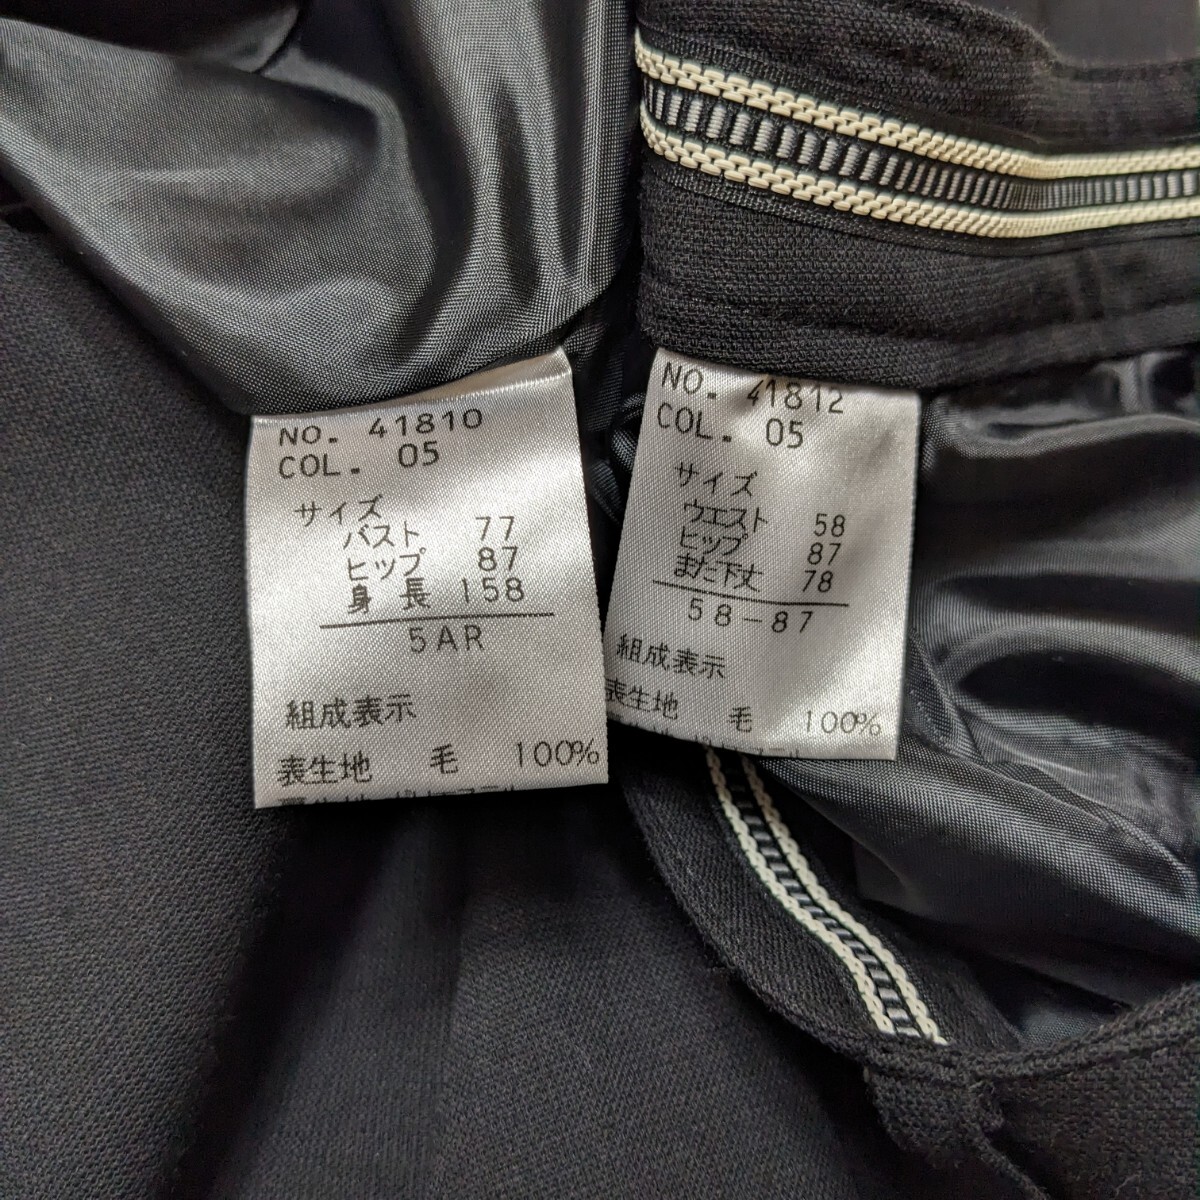 NO. 41810
COL. 05
サイズ
バスト 77
ヒップ 87
身長 158
5AR
組成表示
表生地 毛 100%
NO. 41812
COL. 05
サイズ
ウエスト 58
ヒップ 87
また下丈 78
58-87
組成表示
表生地 毛 100%